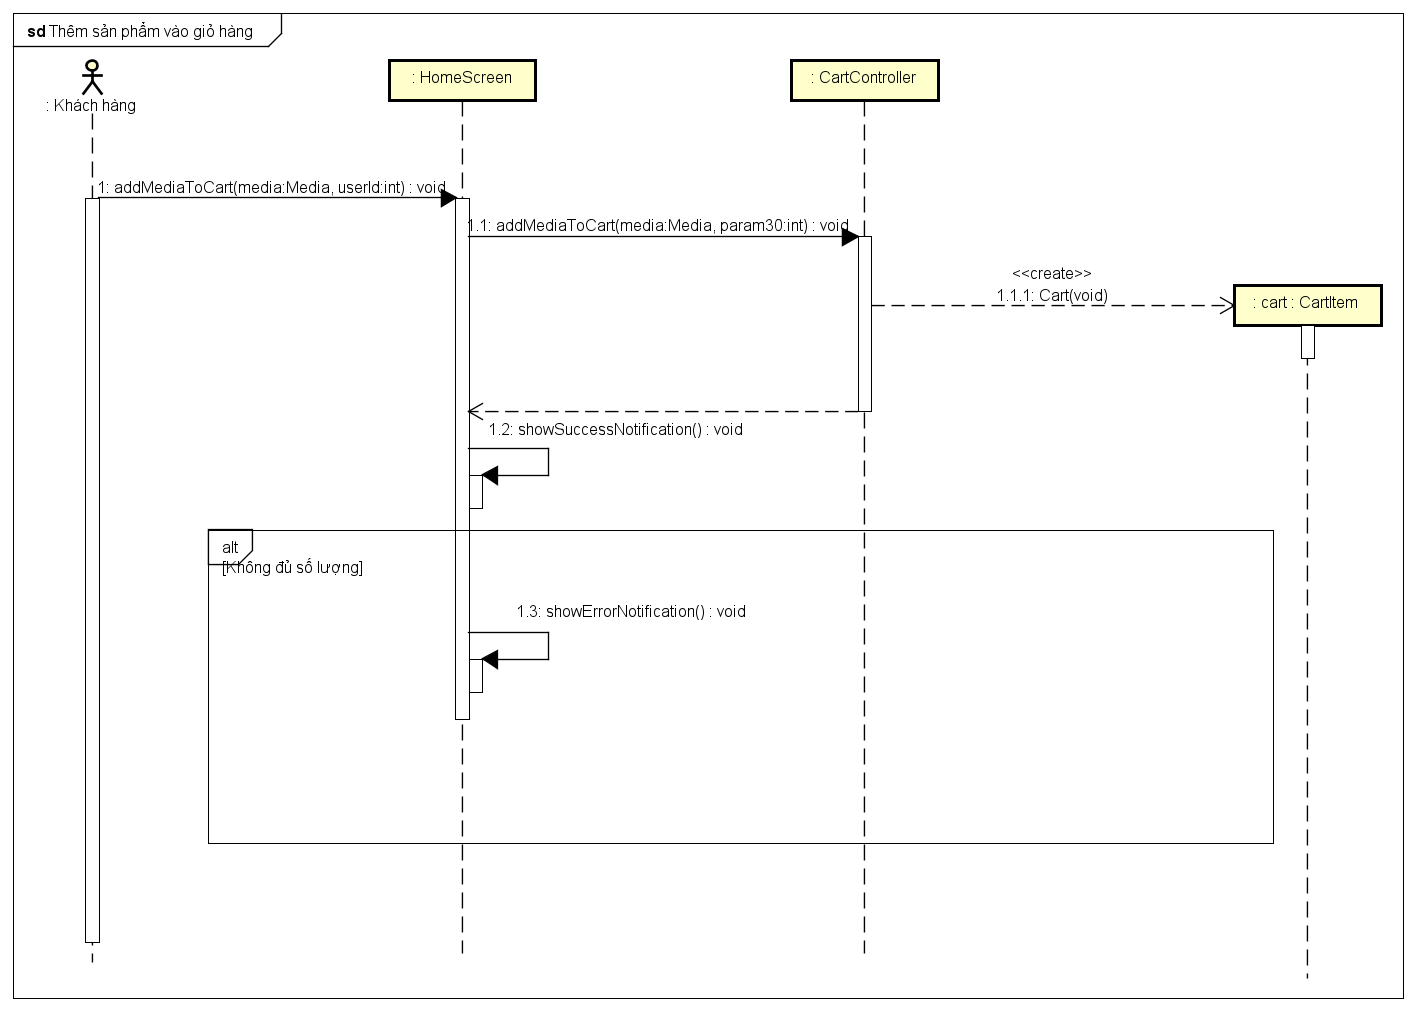 sd Thêm sản phẩm vào giỏ hàng
: Khách hàng
: HomeScreen
: CartController
1: addMediaToCart(media:Media, userId:int) : void
1.1: addMediaToCart(media:Media, param30:int) : void
<<create>>
1.1.1: Cart(void)
: cart : CartItem
1.2: showSuccessNotification() : void
alt
[Không đủ số lượng]
1.3: showErrorNotification() : void